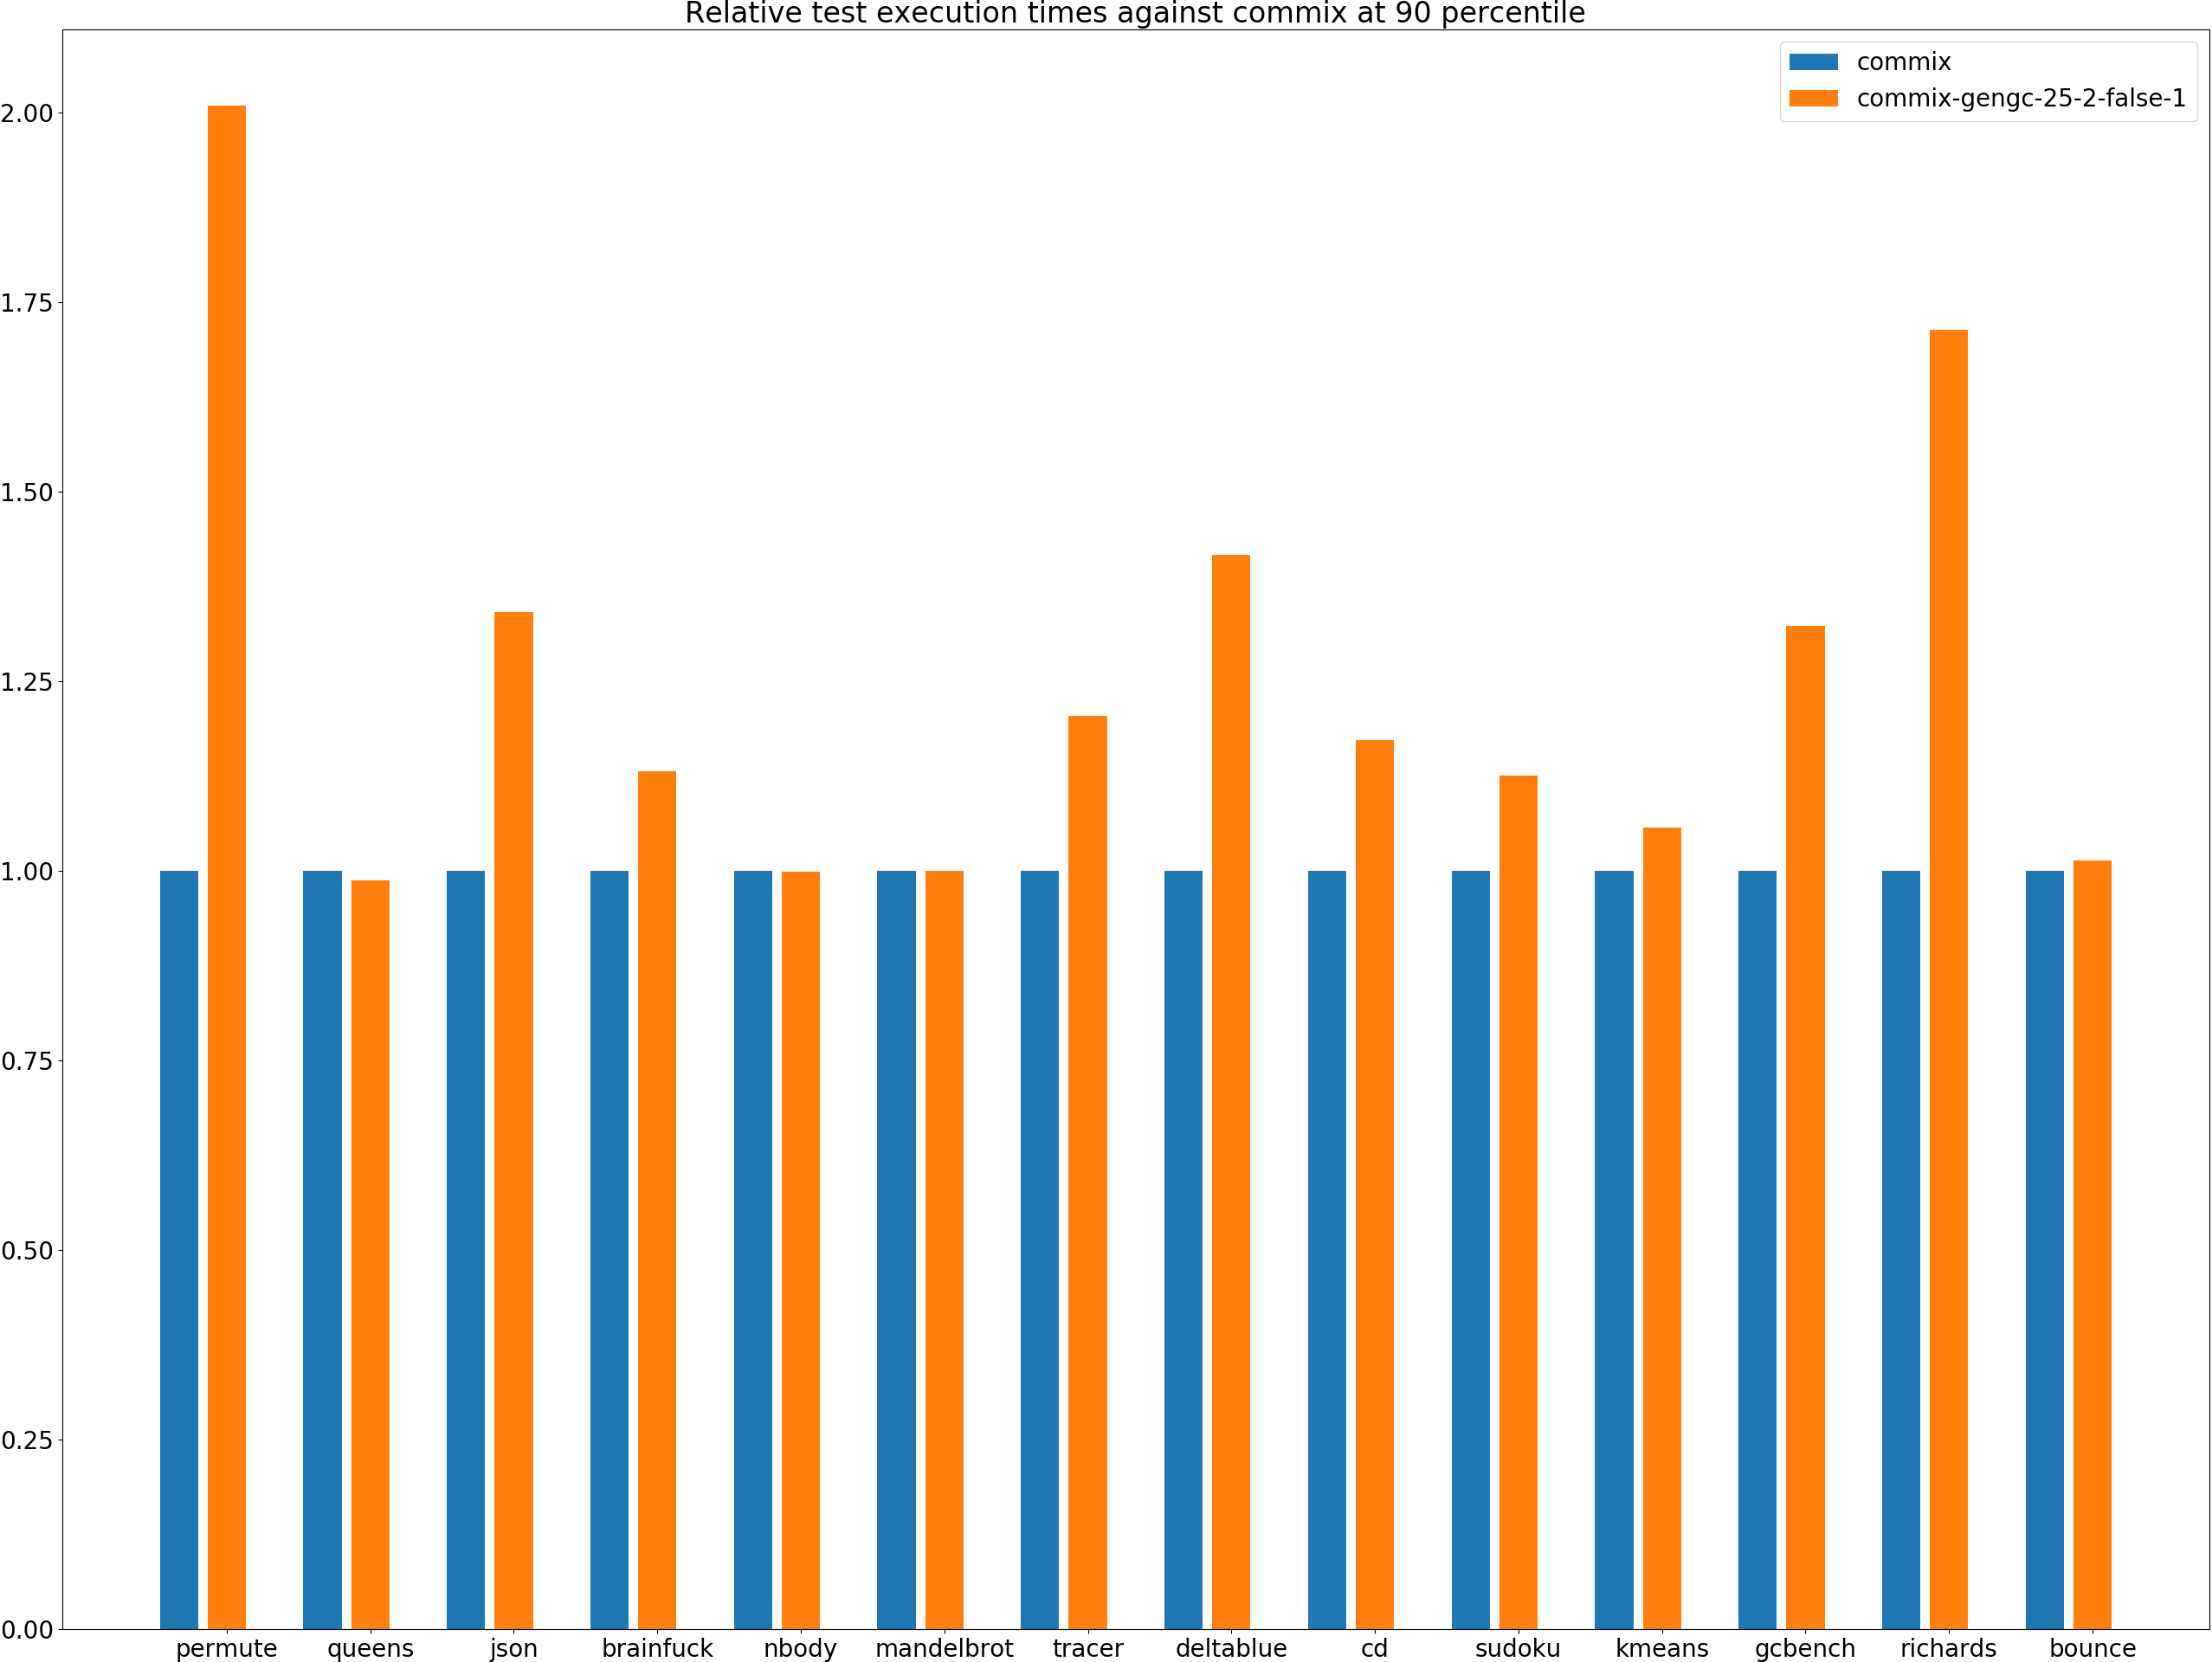 Relative test execution times against commix at 90 percentile
commix
commix-gengc-25-2-false-1
2.00
1.75
1.50
1.25
1.00
0.75
0.50
0.25
0.00
permute queens json brainfuck nbody mandelbrot tracer deltablue cd sudoku kmeans gcbench richards bounce